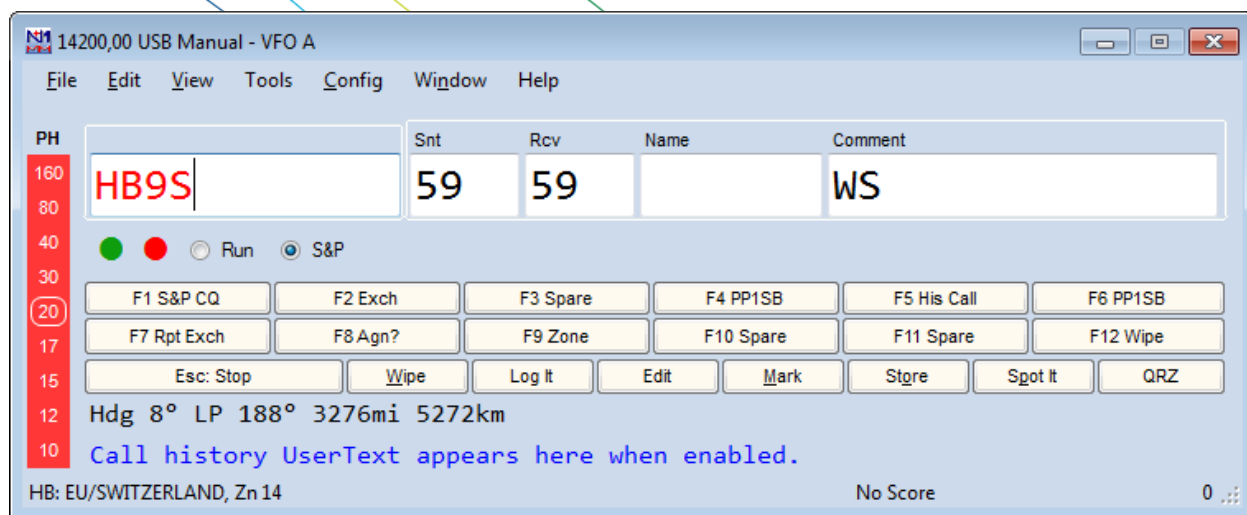 N1MM 14200,00 USB Manual - VFO A
File Edit View Tools Config Window Help
PH Snt Rcv Name Comment
160 HB9S 59 59 WS
80
40 Run S&P
30
F1 S&P CQ F2 Exch F3 Spare F4 PP1SB F5 His Call F6 PP1SB
20
F7 Rpt Exch F8 Agn? F9 Zone F10 Spare F11 Spare F12 Wipe
17
15 Esc: Stop Wipe Log It Edit Mark Store Spot It QRZ
12 Hdg 8° LP 188° 3276mi 5272km
10 Call history UserText appears here when enabled.
HB: EU/SWITZERLAND, Zn 14 No Score 0